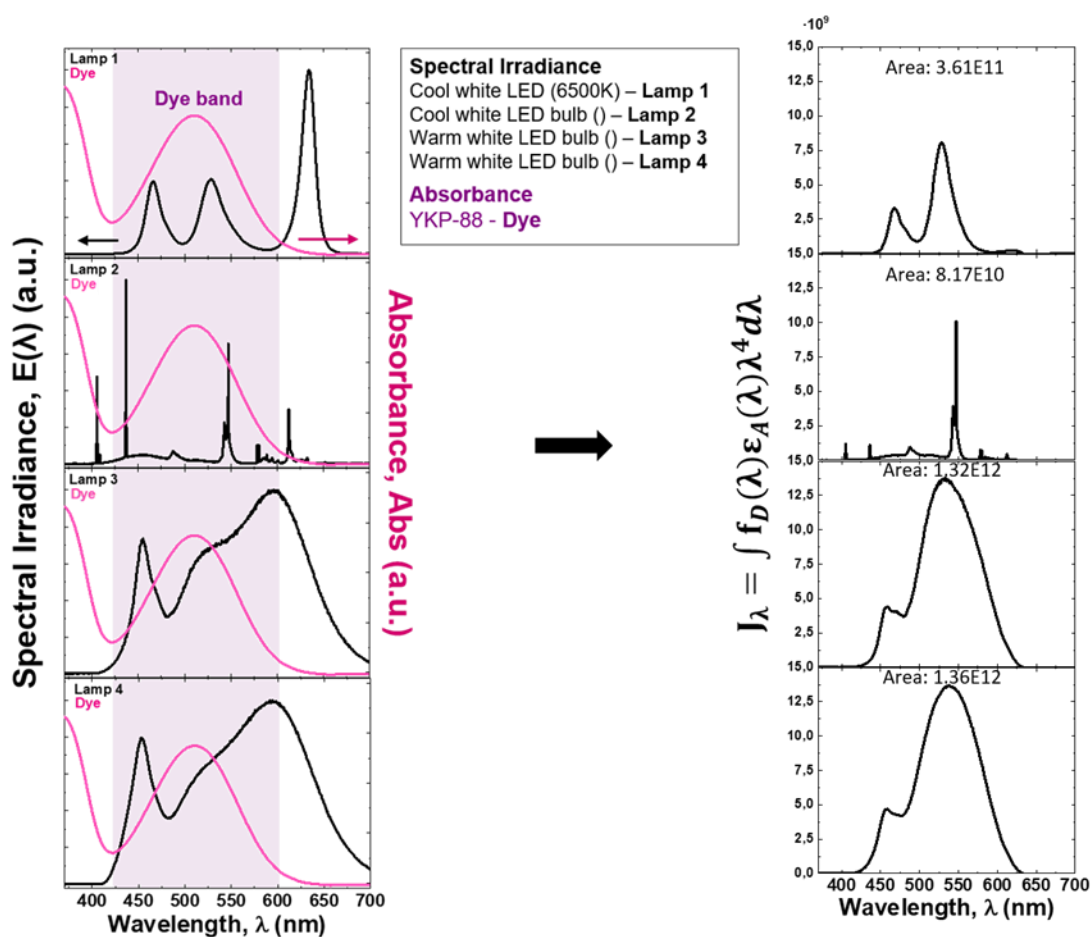 Spectral Irradiance, E(λ) (a.u.)
Lamp 1
Dye
Dye band
Lamp 2
Dye
Lamp 3
Dye
Lamp 4
Dye
400 450 500 550 600 650 700
Wavelength, λ (nm)
Absorbance, Abs (a.u.)
Spectral Irradiance
Cool white LED (6500K) – Lamp 1
Cool white LED bulb () – Lamp 2
Warm white LED bulb () – Lamp 3
Warm white LED bulb () – Lamp 4
Absorbance
YKP-88 - Dye
J_λ = ∫ f_D(λ)ε_A(λ)λ⁴dλ
·10⁹
15,0
Area: 3.61E11
12,5
10,0
7,5
5,0
2,5
15,0
Area: 8.17E10
12,5
10,0
7,5
5,0
2,5
15,0
Area: 1.32E12
12,5
10,0
7,5
5,0
2,5
15,0
Area: 1.36E12
12,5
10,0
7,5
5,0
2,5
0,0
400 450 500 550 600 650 700
Wavelength, λ (nm)